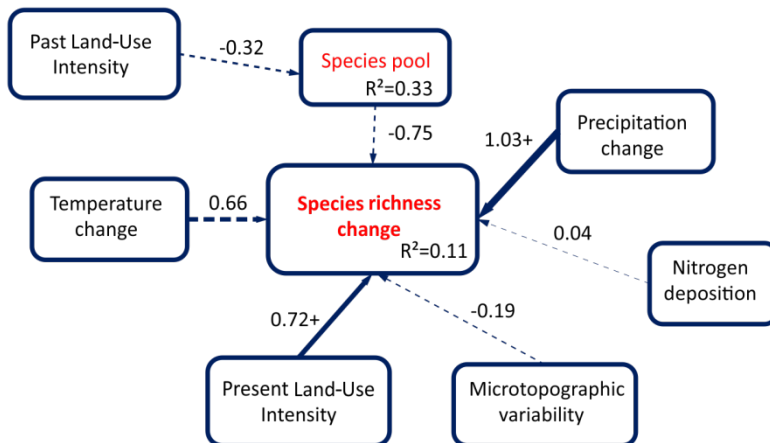 Past Land-Use
Intensity
-0.32
Species pool
R²=0.33
-0.75
Precipitation
change
1.03+
Temperature
change
0.66
Species richness
change
R²=0.11
0.04
Nitrogen
deposition
0.72+
-0.19
Present Land-Use
Intensity
Microtopographic
variability